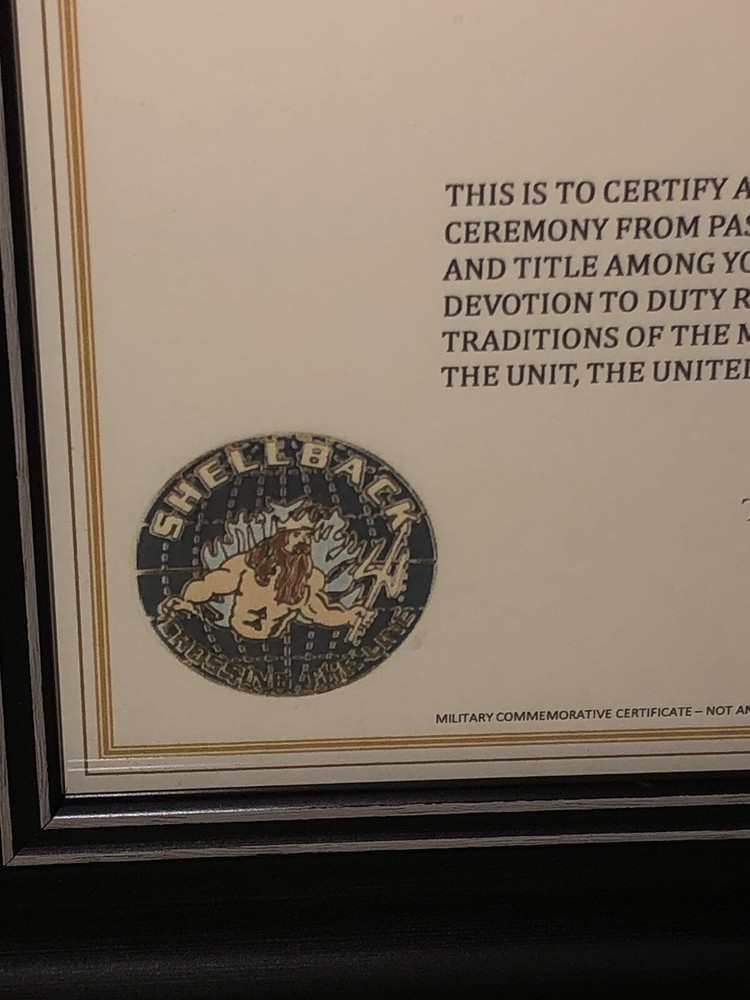 THIS IS TO CERTIFY A
CEREMONY FROM PAS
AND TITLE AMONG YO
DEVOTION TO DUTY R
TRADITIONS OF THE M
THE UNIT, THE UNITED
SHELLBACK
CROSSING THE LINE
MILITARY COMMEMORATIVE CERTIFICATE – NOT AN